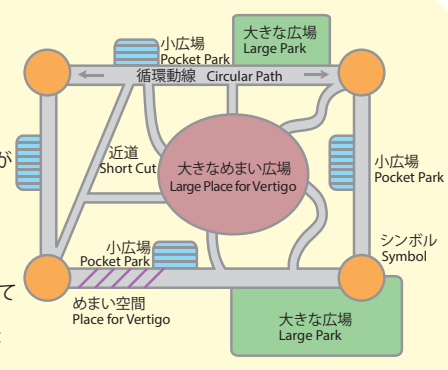 大きな広場
Large Park
小広場
Pocket Park
循環動線 Circular Path
が
近道
Short Cut
大きなめまい広場
Large Place for Vertigo
小広場
Pocket Park
小広場
Pocket Park
シンボル
Symbol
て
めまい空間
Place for Vertigo
大きな広場
Large Park